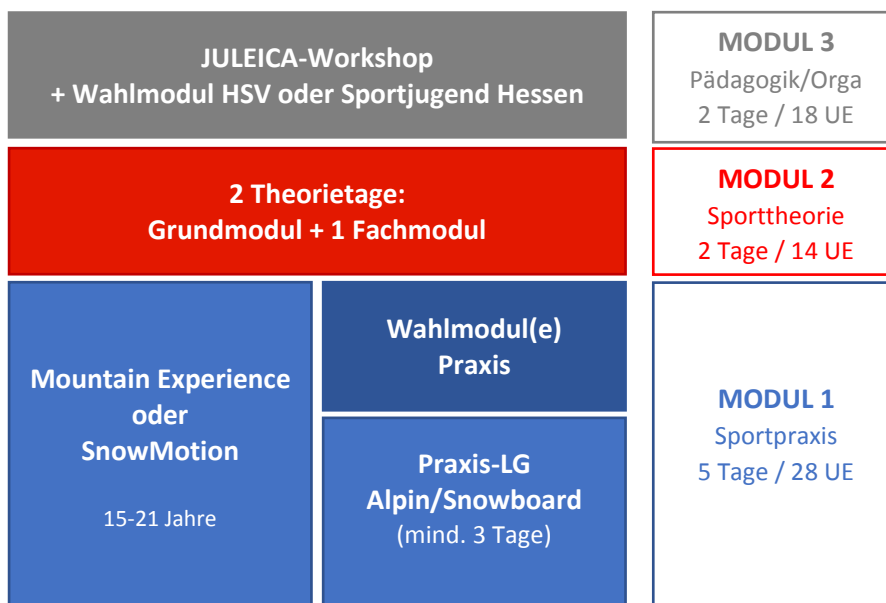 JULEICA-Workshop
+ Wahlmodul HSV oder Sportjugend Hessen
MODUL 3
Pädagogik/Orga
2 Tage / 18 UE
2 Theorietage:
Grundmodul + 1 Fachmodul
MODUL 2
Sporttheorie
2 Tage / 14 UE
Mountain Experience
oder
SnowMotion
15-21 Jahre
Wahlmodul(e)
Praxis
Praxis-LG
Alpin/Snowboard
(mind. 3 Tage)
MODUL 1
Sportpraxis
5 Tage / 28 UE